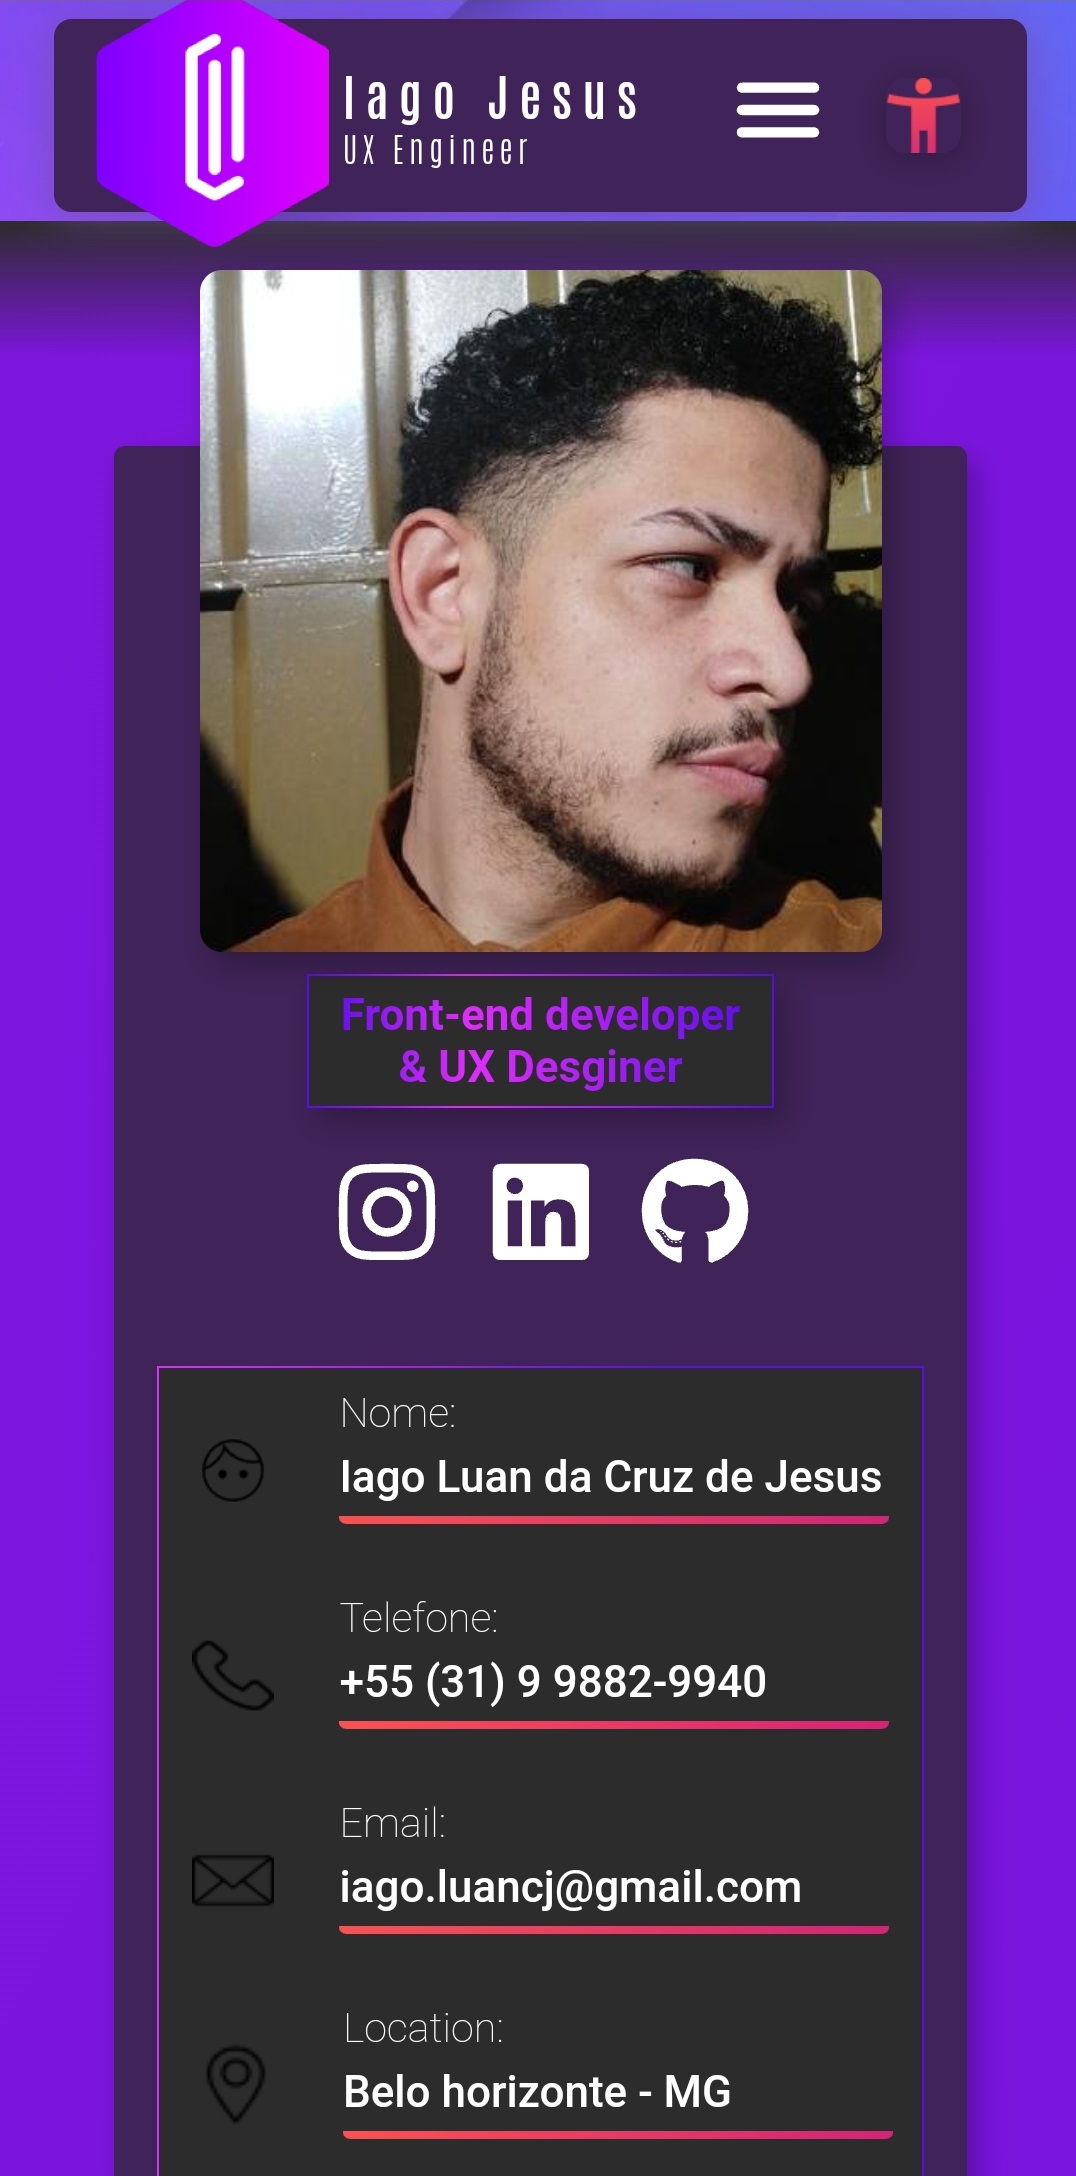 Iago Jesus
UX Engineer
Front-end developer
& UX Desginer
in
Nome:
Iago Luan da Cruz de Jesus
Telefone:
+55 (31) 9 9882-9940
Email:
iago.luancj@gmail.com
Location:
Belo horizonte - MG